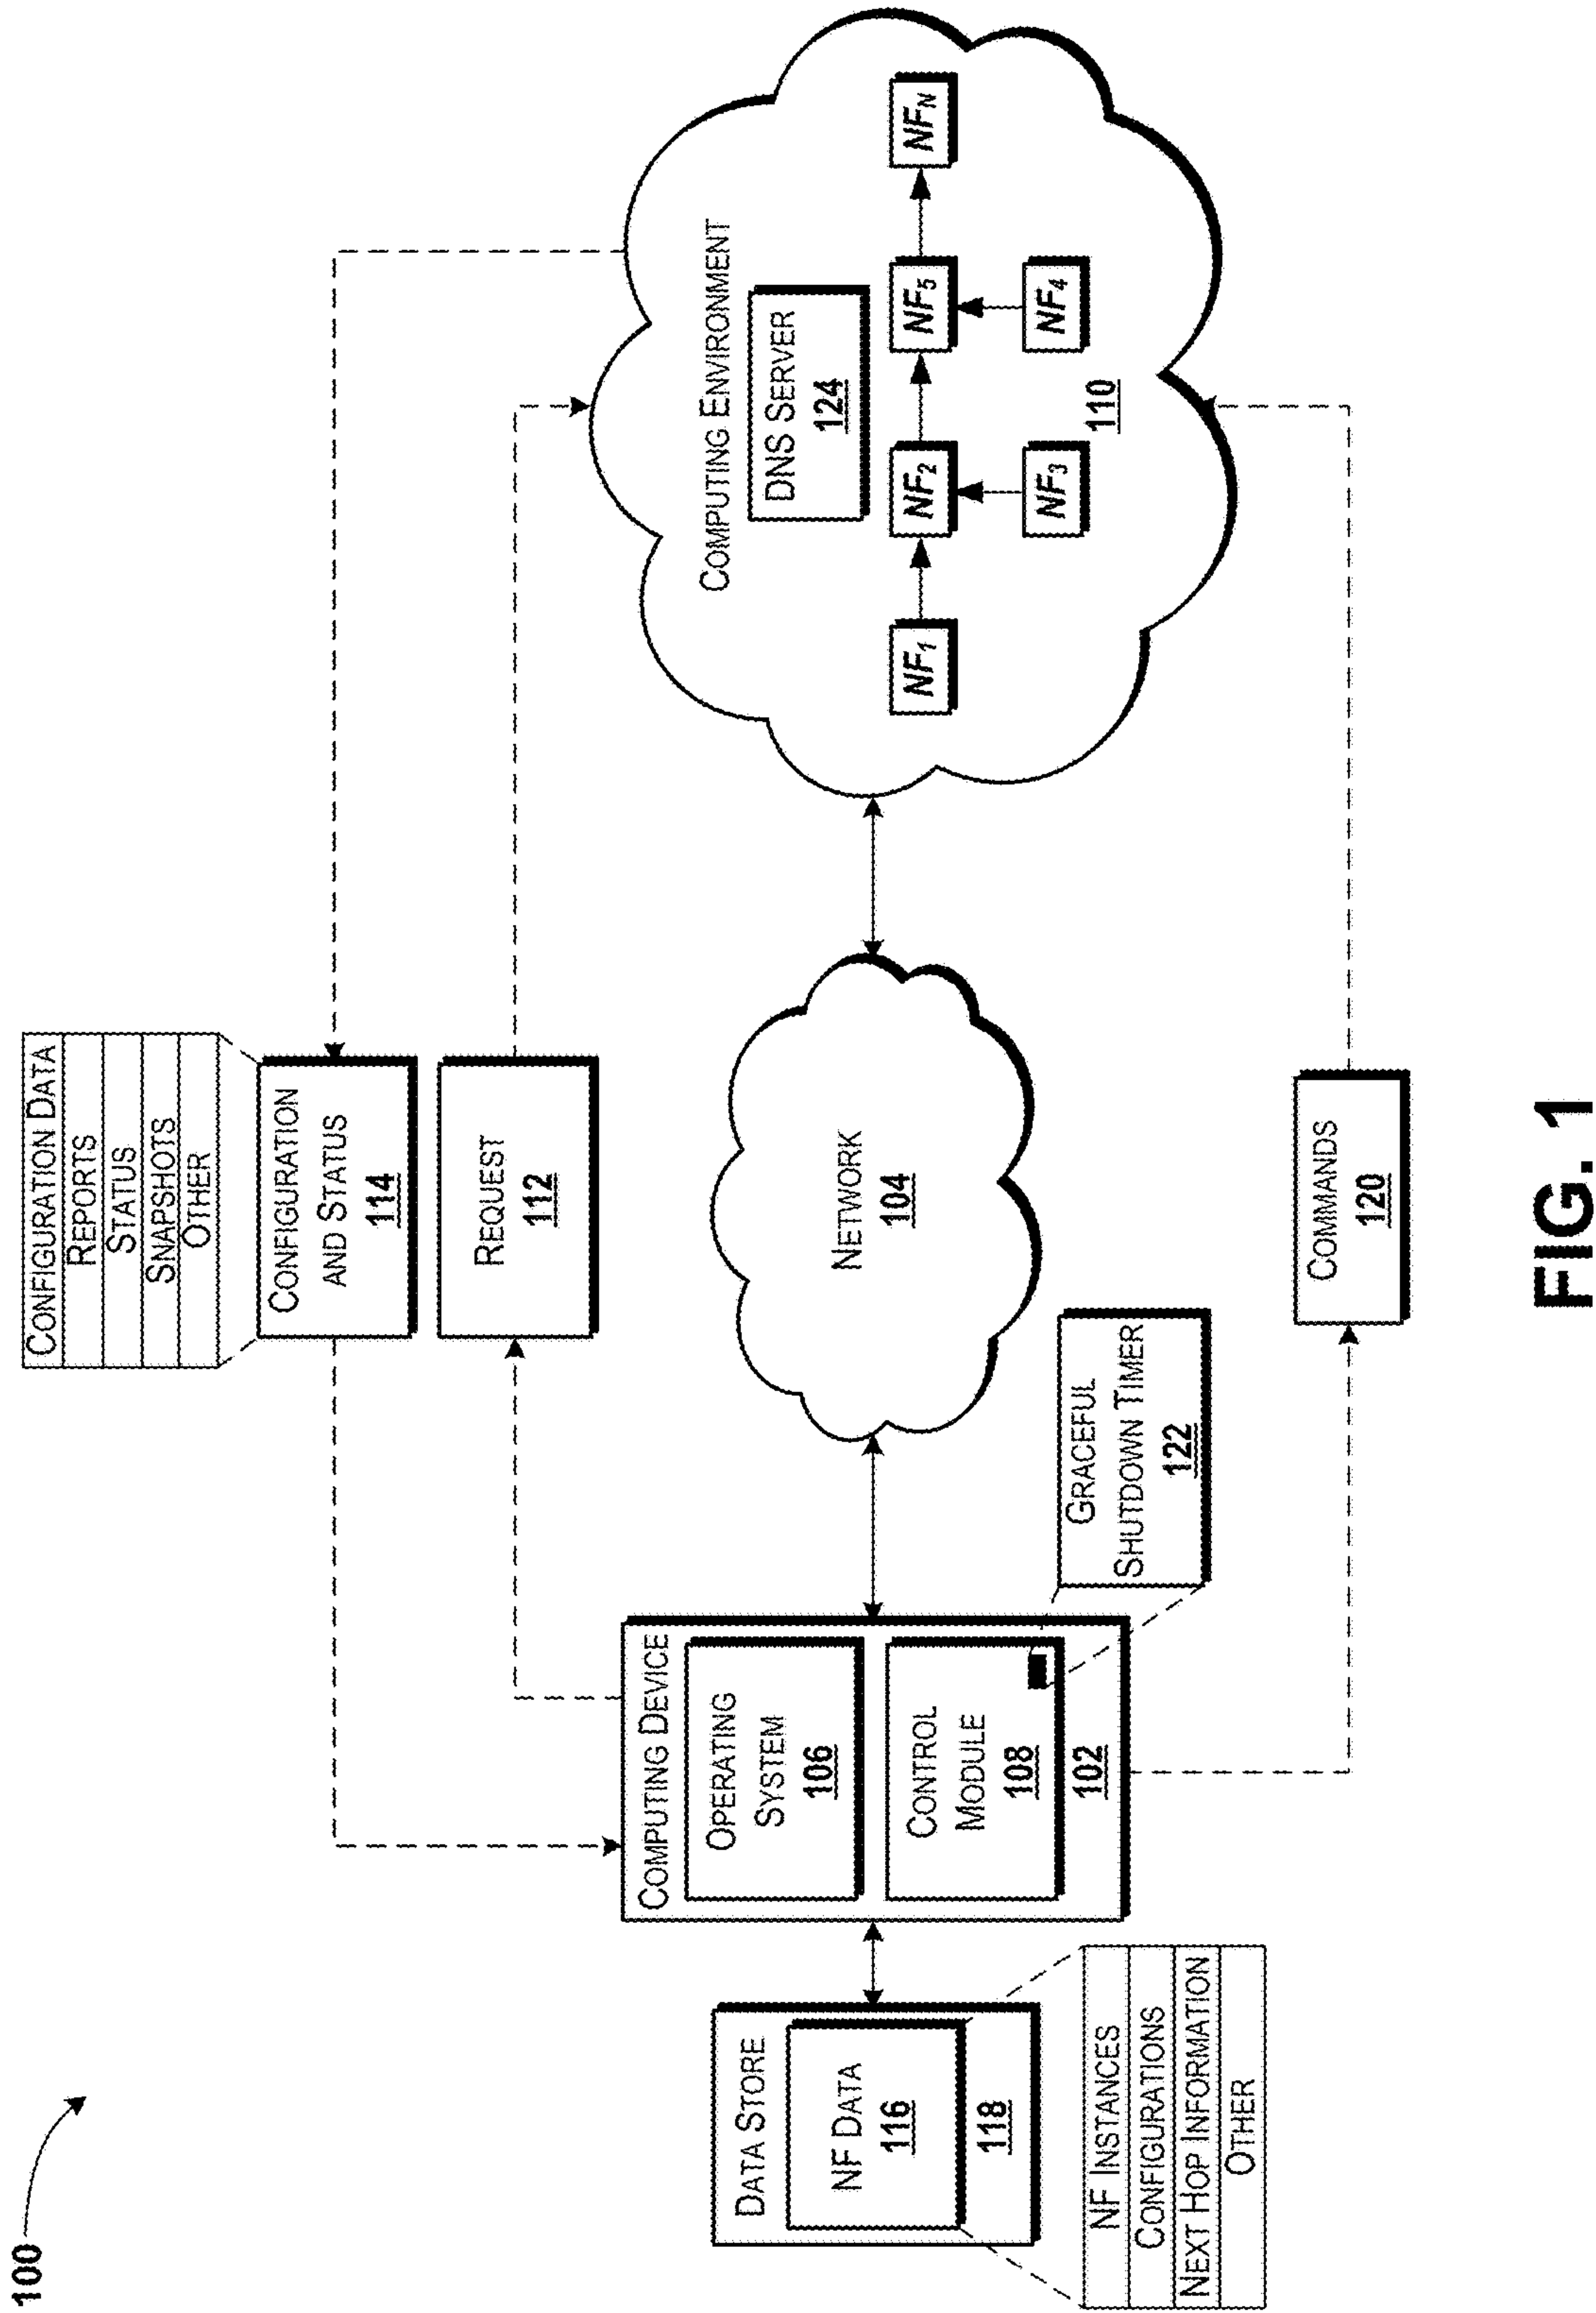 100
CONFIGURATION DATA
REPORTS
STATUS
SNAPSHOTS
OTHER
CONFIGURATION
AND STATUS
114
REQUEST
112
COMPUTING DEVICE
OPERATING
SYSTEM
106
CONTROL
MODULE
108
102
DATA STORE
NF DATA
116
118
NF INSTANCES
CONFIGURATIONS
NEXT HOP INFORMATION
OTHER
GRACEFUL
SHUTDOWN TIMER
122
NETWORK
104
COMMANDS
120
COMPUTING ENVIRONMENT
DNS SERVER
124
NF1
NF2
NF5
NFN
NF3
NF4
110
FIG. 1